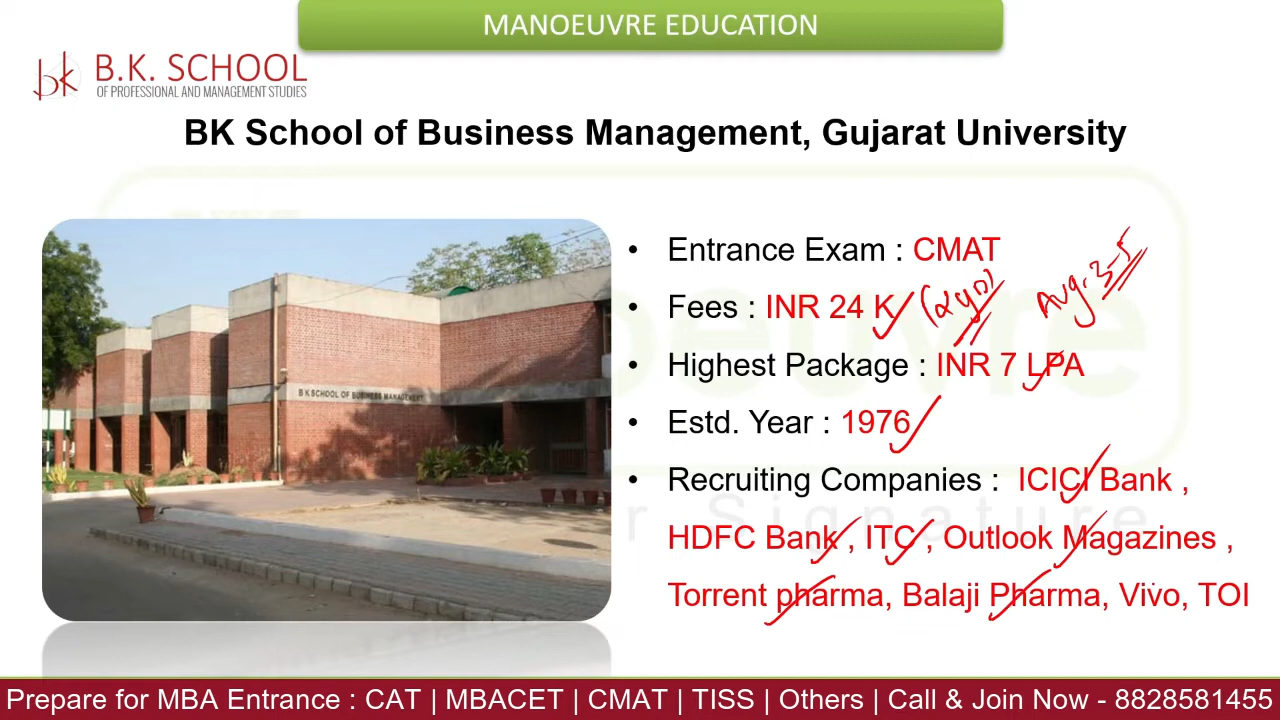 MANOEUVRE EDUCATION
B.K. SCHOOL
OF PROFESSIONAL AND MANAGEMENT STUDIES
BK School of Business Management, Gujarat University
B K SCHOOL OF BUSINESS MANAGEMENT.
• Entrance Exam : CMAT
• Fees : INR 24 K
Avg. 3-5
• Highest Package : INR 7 LPA
• Estd. Year : 1976
• Recruiting Companies : ICICI Bank ,
HDFC Bank , ITC , Outlook Magazines ,
Torrent pharma, Balaji Pharma, Vivo, TOI
r Signature
Prepare for MBA Entrance : CAT | MBACET | CMAT | TISS | Others | Call & Join Now - 8828581455